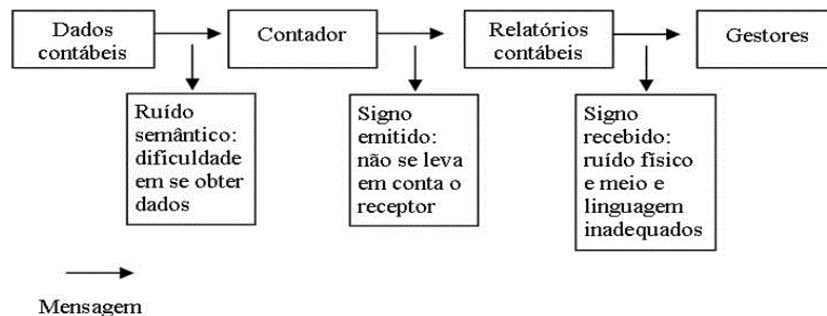 Dados
contábeis
Contador
Relatórios
contábeis
Gestores
Ruído
semântico:
dificuldade
em se obter
dados
Signo
emitido:
não se leva
em conta o
receptor
Signo
recebido:
ruído físico
e meio e
linguagem
inadequados
Mensagem